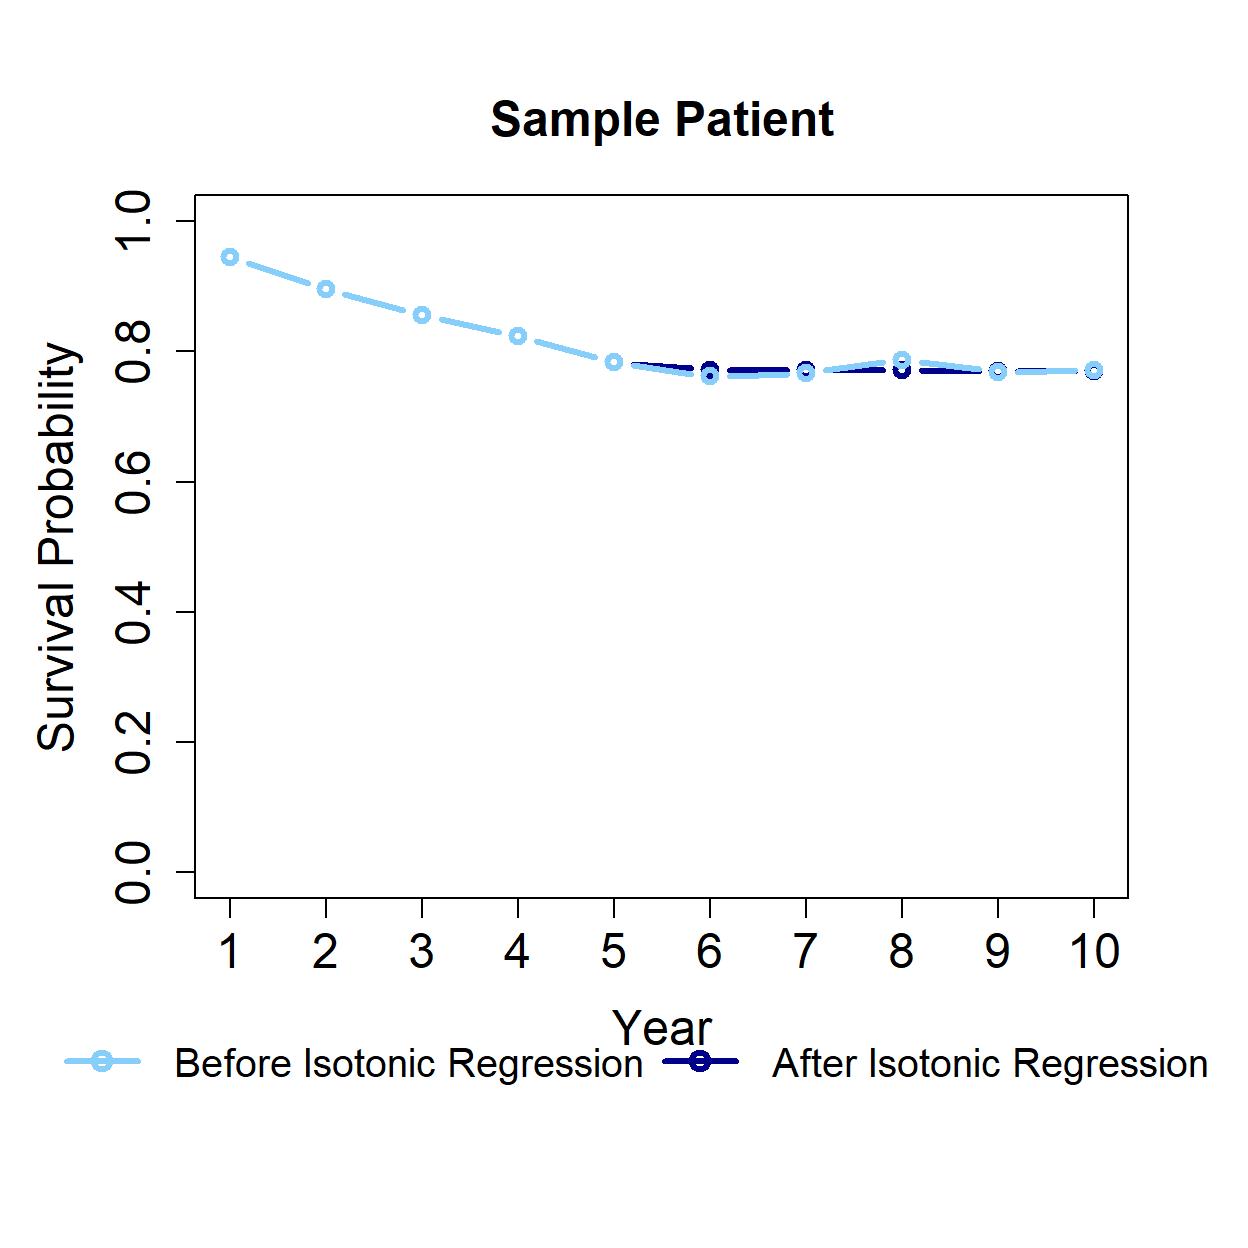 Sample Patient
Survival Probability
1.0
0.8
0.6
0.4
0.2
0.0
1 2 3 4 5 6 7 8 9 10
Year
Before Isotonic Regression After Isotonic Regression